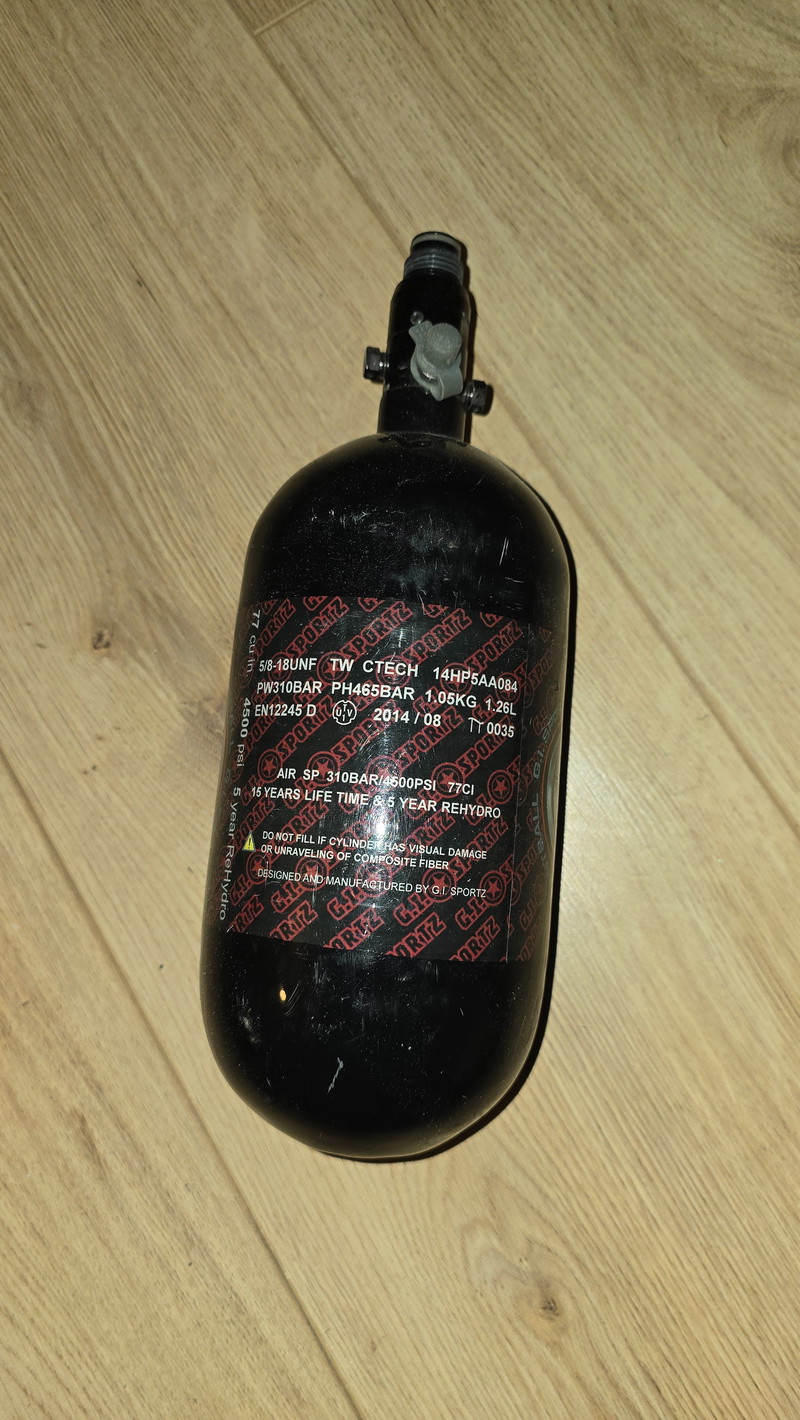 5/8-18UNF TW CTECH 14HP5AA084
PW310BAR PH465BAR 1.05KG 1.26L
EN12245 D TÜV 2014 / 08 π 0035
AIR SP 310BAR/4500PSI 77CI
15 YEARS LIFE TIME & 5 YEAR REHYDRO
DO NOT FILL IF CYLINDER HAS VISUAL DAMAGE
OR UNRAVELING OF COMPOSITE FIBER
DESIGNED AND MANUFACTURED BY G.I. SPORTZ
77 cu in 4500 psi 5 year ReHydro
G.I. SPORTZ